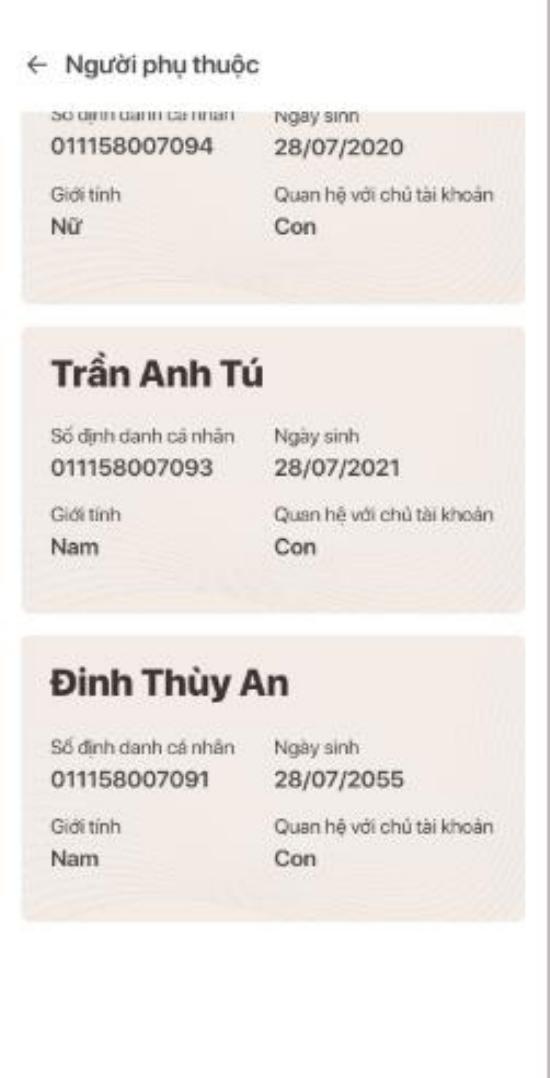 Người phụ thuộc
Số định danh cá nhân Ngày sinh
011158007094 28/07/2020
Giới tính Quan hệ với chủ tài khoản
Nữ Con
Trần Anh Tú
Số định danh cá nhân Ngày sinh
011158007093 28/07/2021
Giới tính Quan hệ với chủ tài khoản
Nam Con
Đinh Thùy An
Số định danh cá nhân Ngày sinh
011158007091 28/07/2055
Giới tính Quan hệ với chủ tài khoản
Nam Con